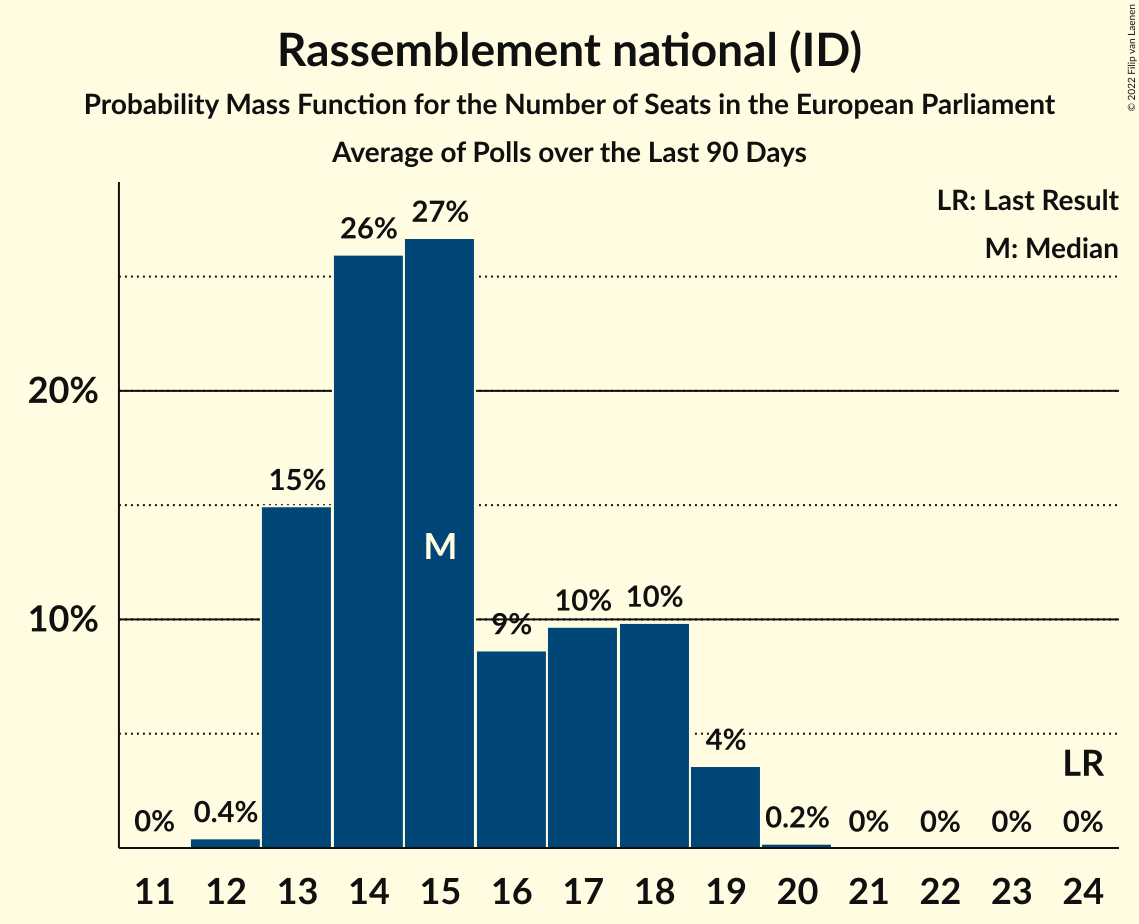 Rassemblement national (ID)
Probability Mass Function for the Number of Seats in the European Parliament
Average of Polls over the Last 90 Days
© 2022 Filip van Laenen
LR: Last Result
M: Median
27%
26%
20%
15%
M
10%
10%
10%
9%
4%
LR
0%
0.4%
0.2%
0%
0%
0%
0%
11 12 13 14 15 16 17 18 19 20 21 22 23 24